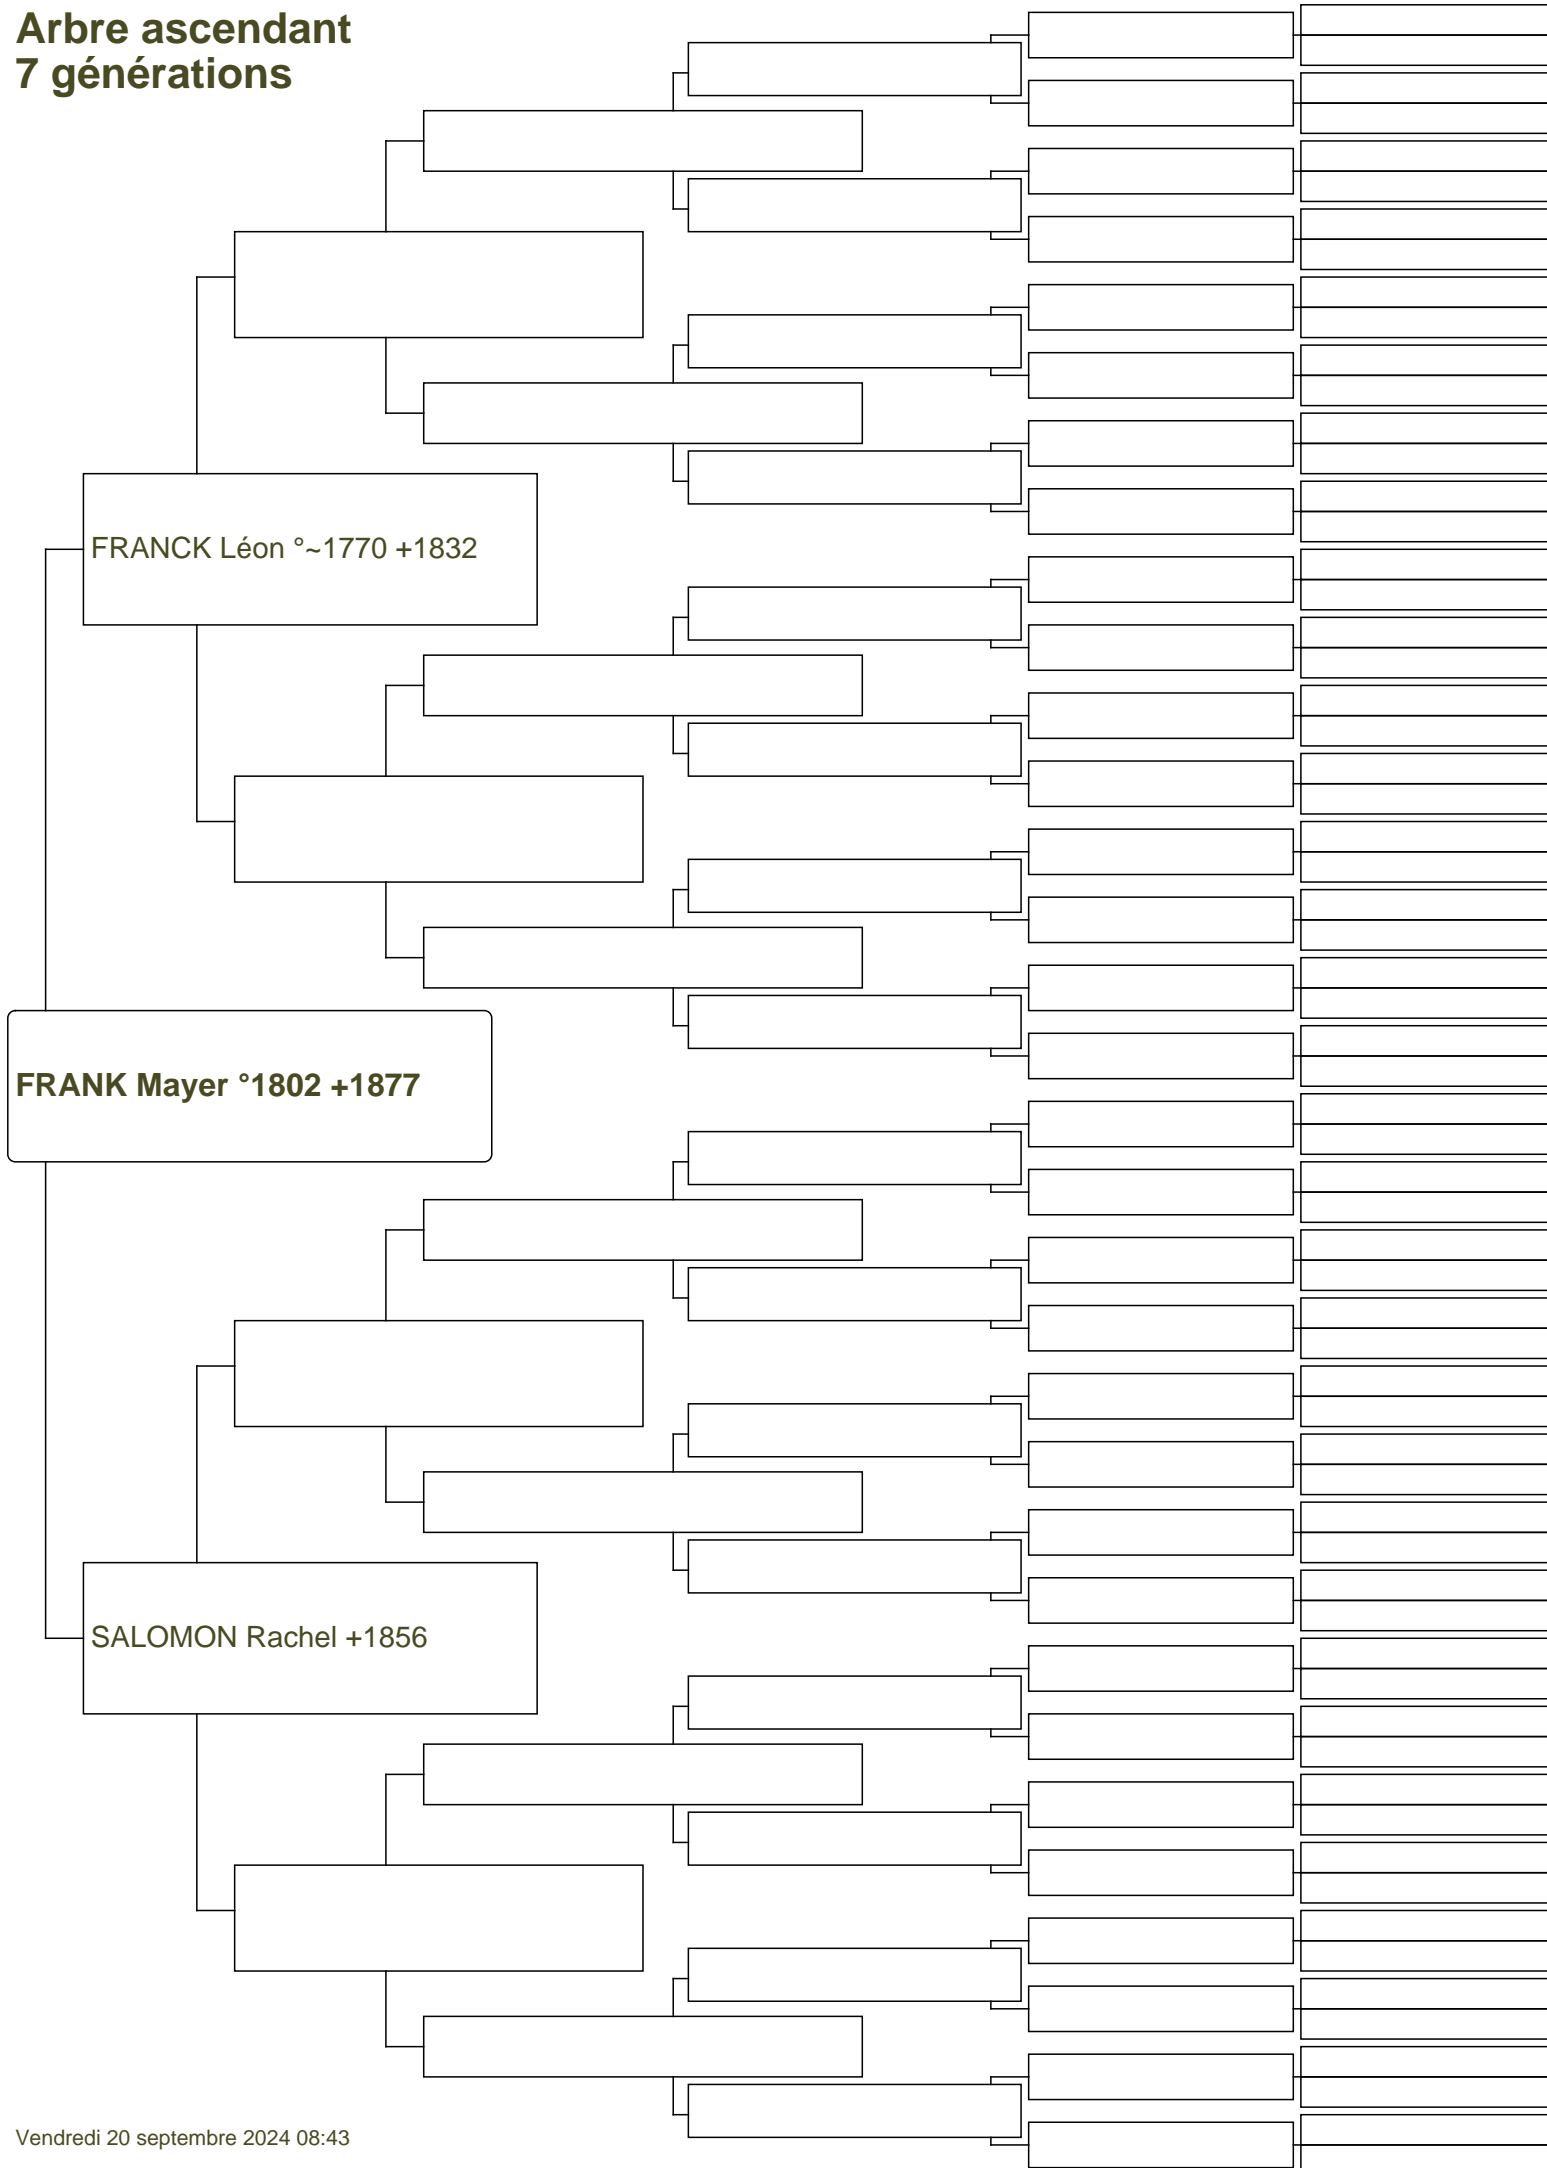 Arbre ascendant
7 générations
FRANCK Léon °~1770 +1832
FRANK Mayer °1802 +1877
SALOMON Rachel +1856
Vendredi 20 septembre 2024 08:43